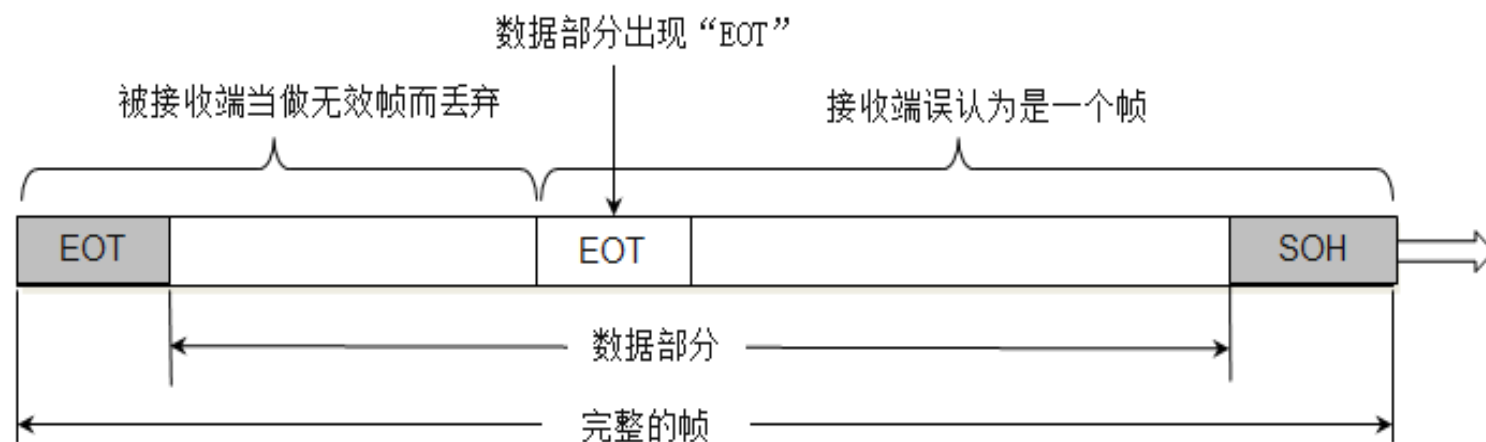 数据部分出现“EOT”
被接收端当做无效帧而丢弃
接收端误认为是一个帧
EOT
EOT
SOH
数据部分
完整的帧